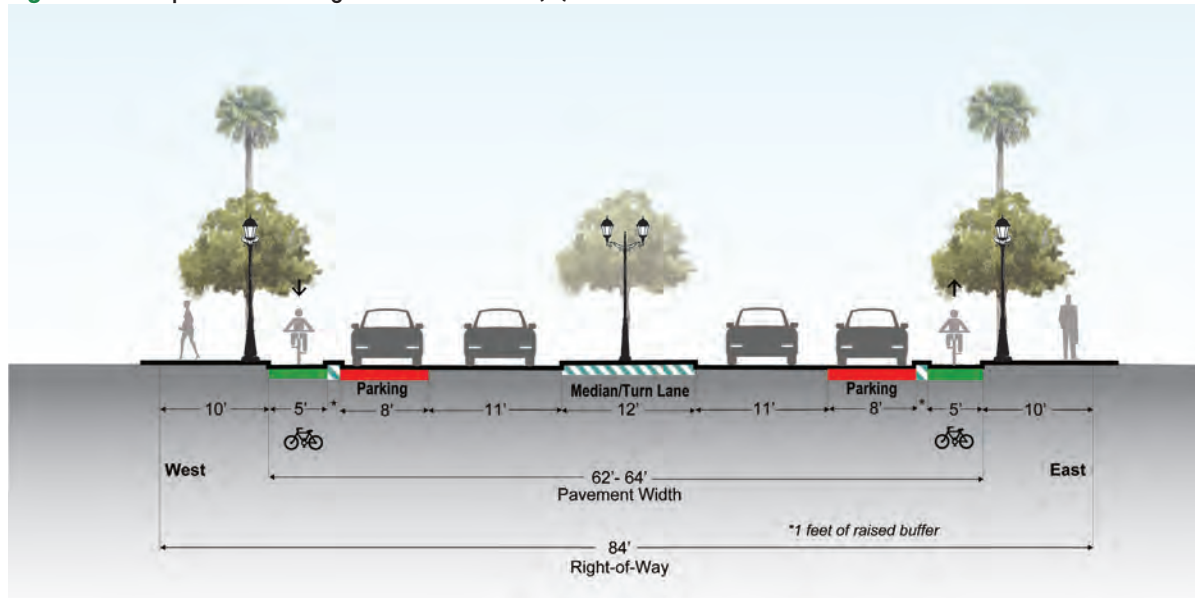 Parking
Median/Turn Lane
Parking
10' 5' * 8' 11' 12' 11' 8' * 5' 10'
West
East
62'- 64'
Pavement Width
*1 feet of raised buffer
84'
Right-of-Way